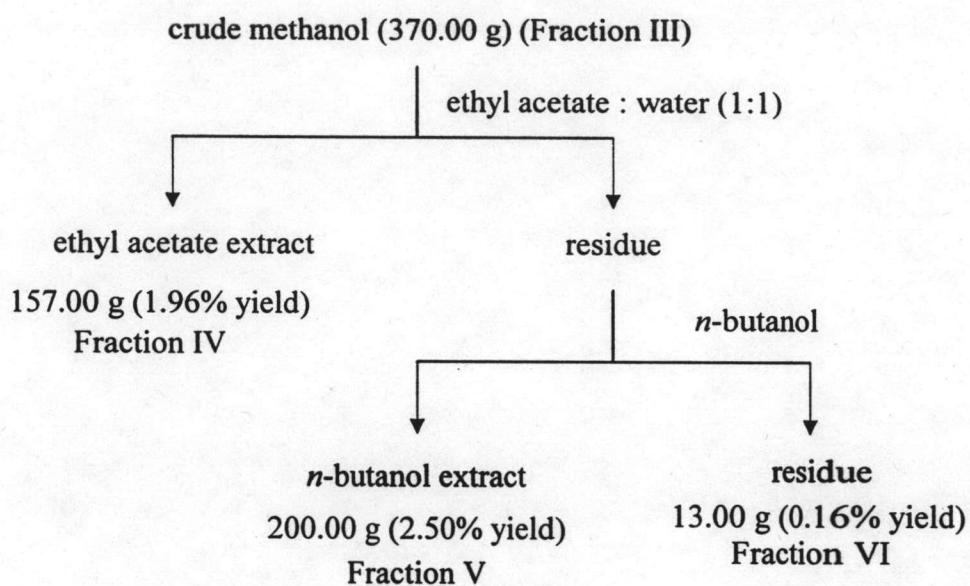 crude methanol (370.00 g) (Fraction III)
ethyl acetate : water (1:1)
ethyl acetate extract
157.00 g (1.96% yield)
Fraction IV
residue
n-butanol
n-butanol extract
200.00 g (2.50% yield)
Fraction V
residue
13.00 g (0.16% yield)
Fraction VI